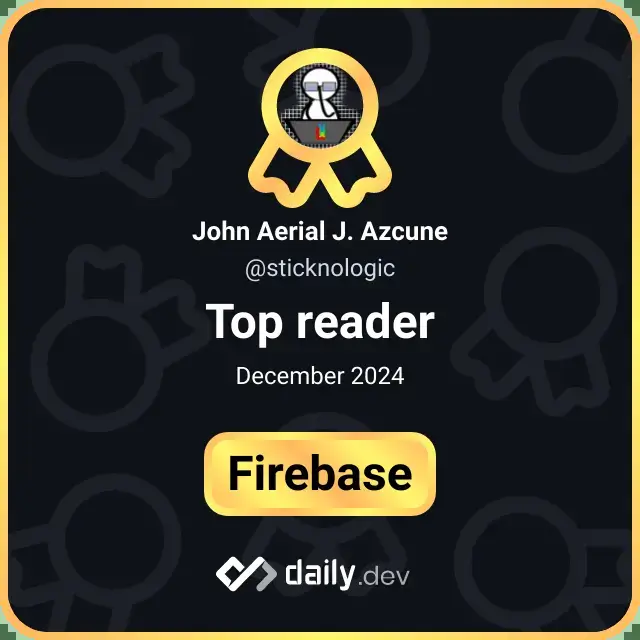 John Aerial J. Azcune
@sticknologic
Top reader
December 2024
Firebase
daily.dev